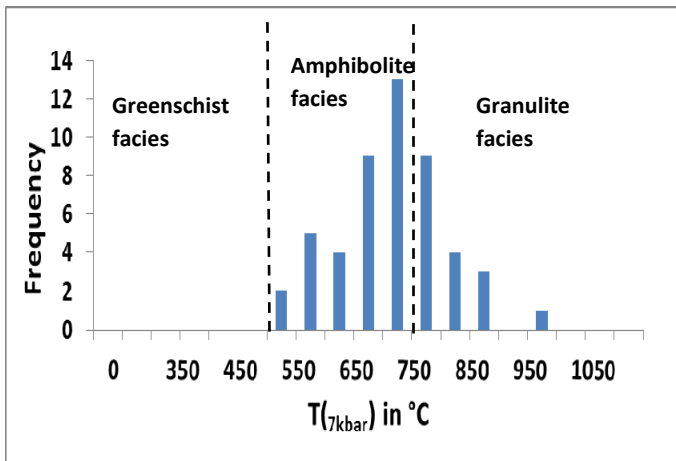 14
12
10
8
6
4
2
0
Frequency
Greenschist
facies
Amphibolite
facies
Granulite
facies
0 350 450 550 650 750 850 950 1050
T(7kbar) in °C